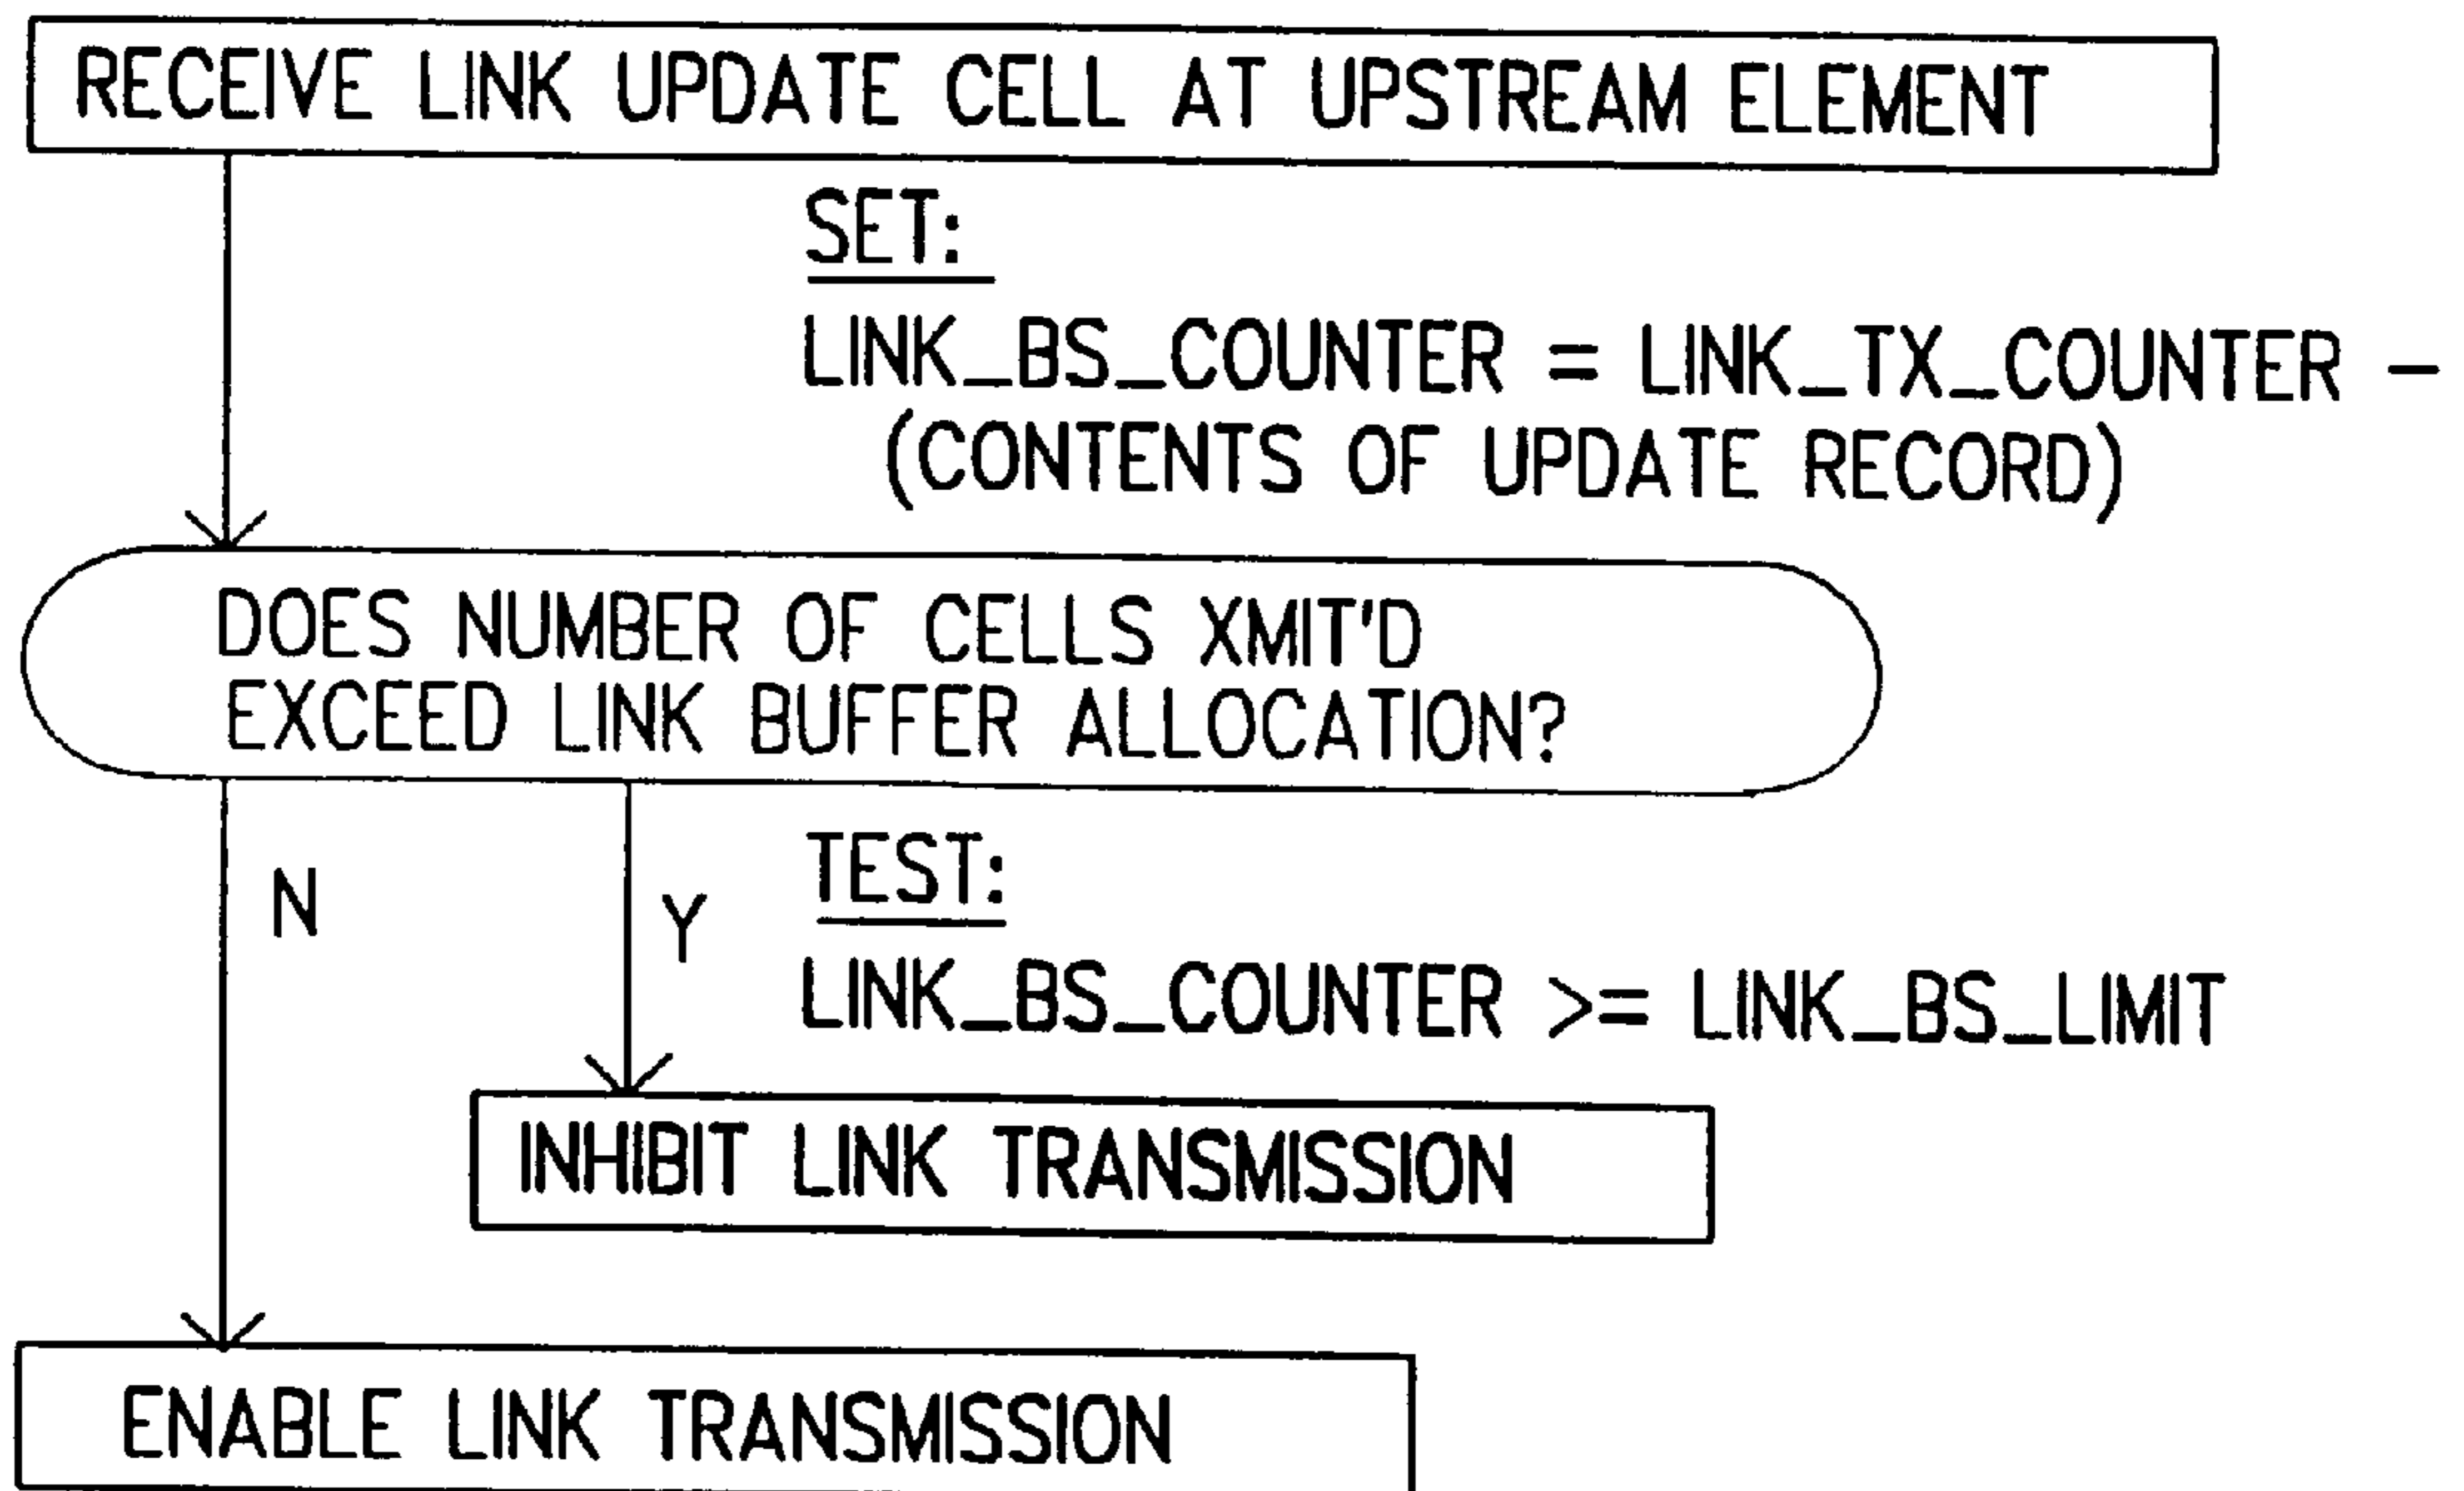 RECEIVE LINK UPDATE CELL AT UPSTREAM ELEMENT
SET:
LINK_BS_COUNTER = LINK_TX_COUNTER –
(CONTENTS OF UPDATE RECORD)
DOES NUMBER OF CELLS XMIT'D
EXCEED LINK BUFFER ALLOCATION?
N
Y
TEST:
LINK_BS_COUNTER >= LINK_BS_LIMIT
INHIBIT LINK TRANSMISSION
ENABLE LINK TRANSMISSION